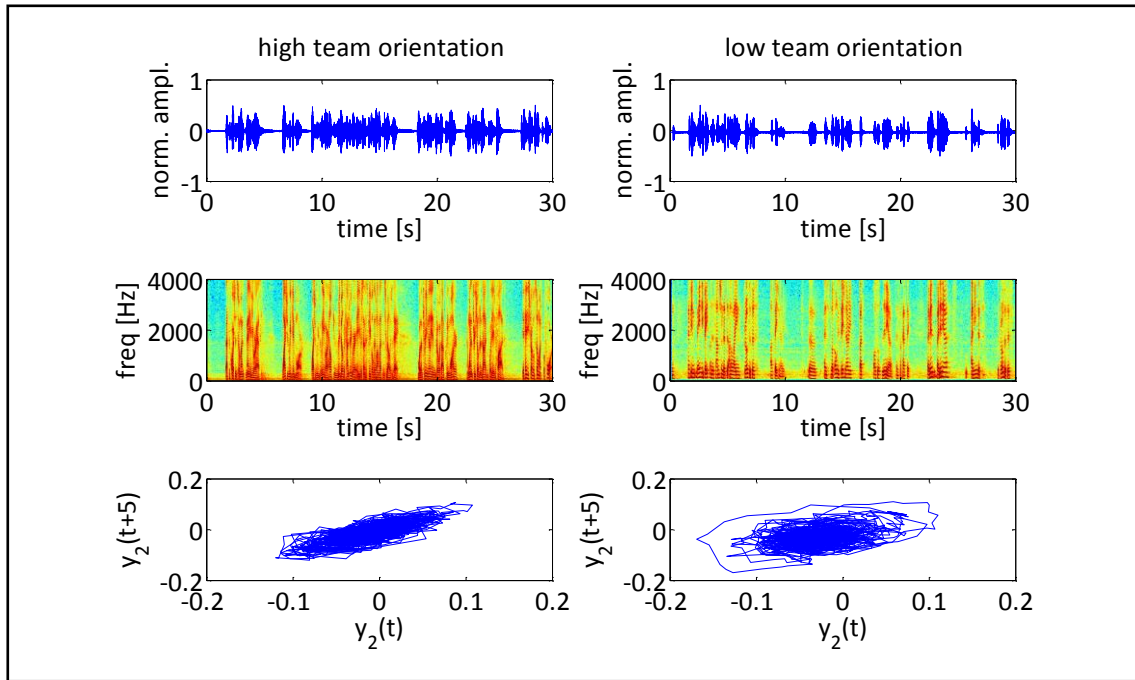 high team orientation
low team orientation
norm. ampl.
1
0
-1
0 10 20 30
time [s]
norm. ampl.
1
0
-1
0 10 20 30
time [s]
freq [Hz]
4000
2000
0
0 10 20 30
time [s]
freq [Hz]
4000
2000
0
0 10 20 30
time [s]
y2(t+5)
0.2
0
-0.2
-0.2 -0.1 0 0.1 0.2
y2(t)
y2(t+5)
0.2
0
-0.2
-0.2 -0.1 0 0.1 0.2
y2(t)